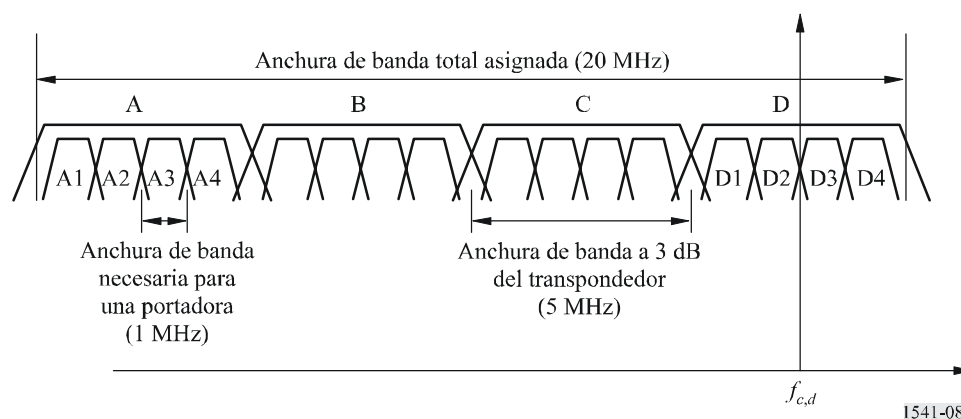 Anchura de banda total asignada (20 MHz)
A
B
C
D
A1
A2
A3
A4
D1
D2
D3
D4
Anchura de banda
necesaria para
una portadora
(1 MHz)
Anchura de banda a 3 dB
del transpondedor
(5 MHz)
fc,d
1541-08